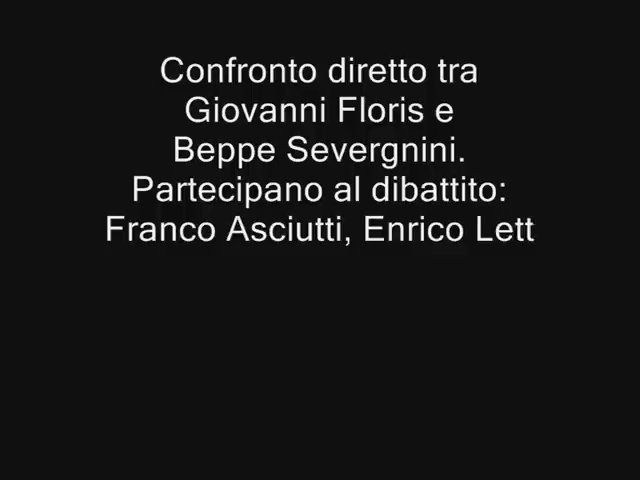 Confronto diretto tra
Giovanni Floris e
Beppe Severgnini.
Partecipano al dibattito:
Franco Asciutti, Enrico Lett